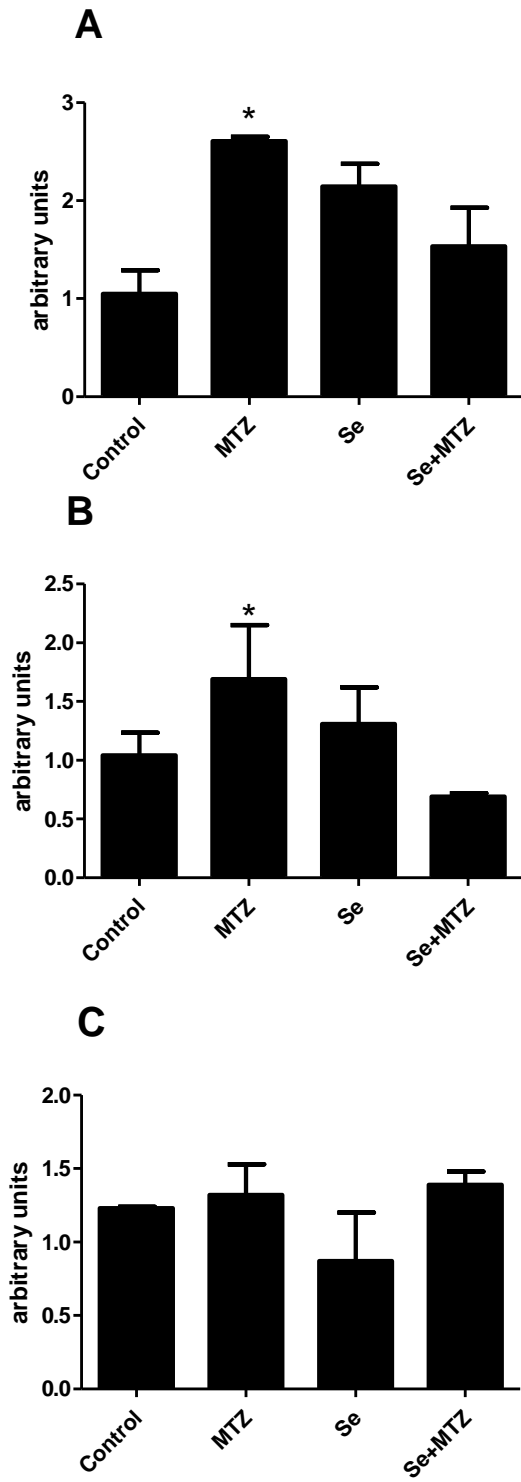 A
3
2
1
0
arbitrary units
*
Control
MTZ
Se
Se+MTZ
B
2.5
2.0
1.5
1.0
0.5
0.0
arbitrary units
*
Control
MTZ
Se
Se+MTZ
C
2.0
1.5
1.0
0.5
0.0
arbitrary units
Control
MTZ
Se
Se+MTZ